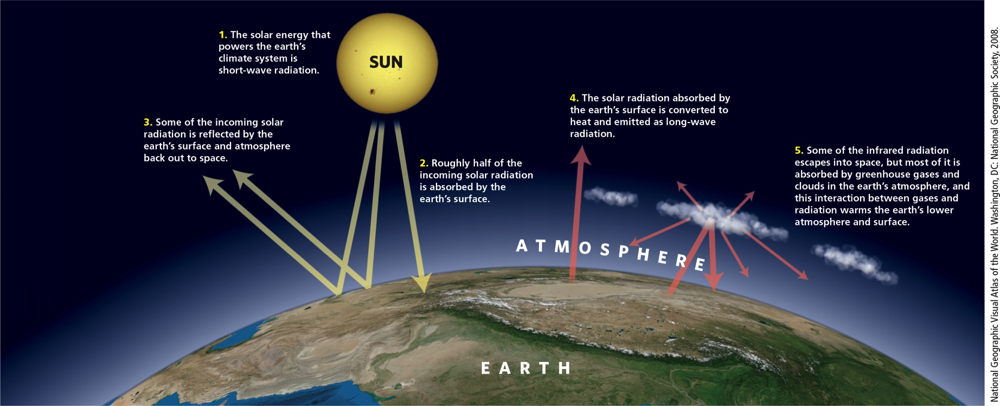 1. The solar energy that
powers the earth's
climate system is
short-wave radiation.
SUN
3. Some of the incoming solar
radiation is reflected by the
earth's surface and atmosphere
back out to space.
2. Roughly half of the
incoming solar radiation
is absorbed by the
earth's surface.
4. The solar radiation absorbed by
the earth's surface is converted to
heat and emitted as long-wave
radiation.
5. Some of the infrared radiation
escapes into space, but most of it is
absorbed by greenhouse gases and
clouds in the earth's atmosphere, and
this interaction between gases and
radiation warms the earth's lower
atmosphere and surface.
ATMOSPHERE
EARTH
National Geographic Visual Atlas of the World. Washington, DC: National Geographic Society, 2008.